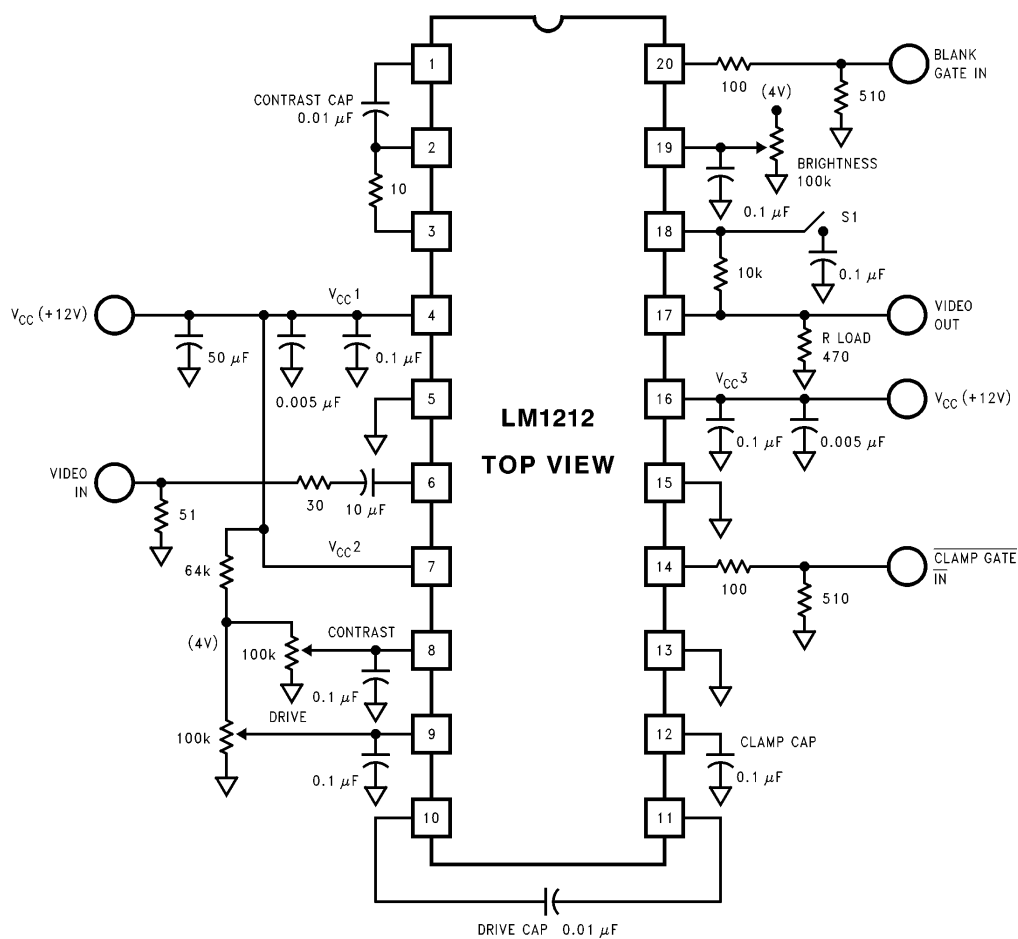 1
20
BLANK
GATE IN
100
510
(4V)
CONTRAST CAP
0.01 μF
2
19
BRIGHTNESS
100k
10
0.1 μF
3
18
S1
10k
0.1 μF
VCC (+12V)
VCC1
4
17
VIDEO
OUT
50 μF
0.005 μF
0.1 μF
R LOAD
470
5
16
VCC3
VCC (+12V)
LM1212
TOP VIEW
0.1 μF
0.005 μF
VIDEO
IN
51
30
10 μF
6
15
VCC2
7
14
CLAMP GATE
IN
100
510
64k
(4V)
100k
CONTRAST
8
13
0.1 μF
DRIVE
100k
9
12
CLAMP CAP
0.1 μF
0.1 μF
10
11
DRIVE CAP 0.01 μF